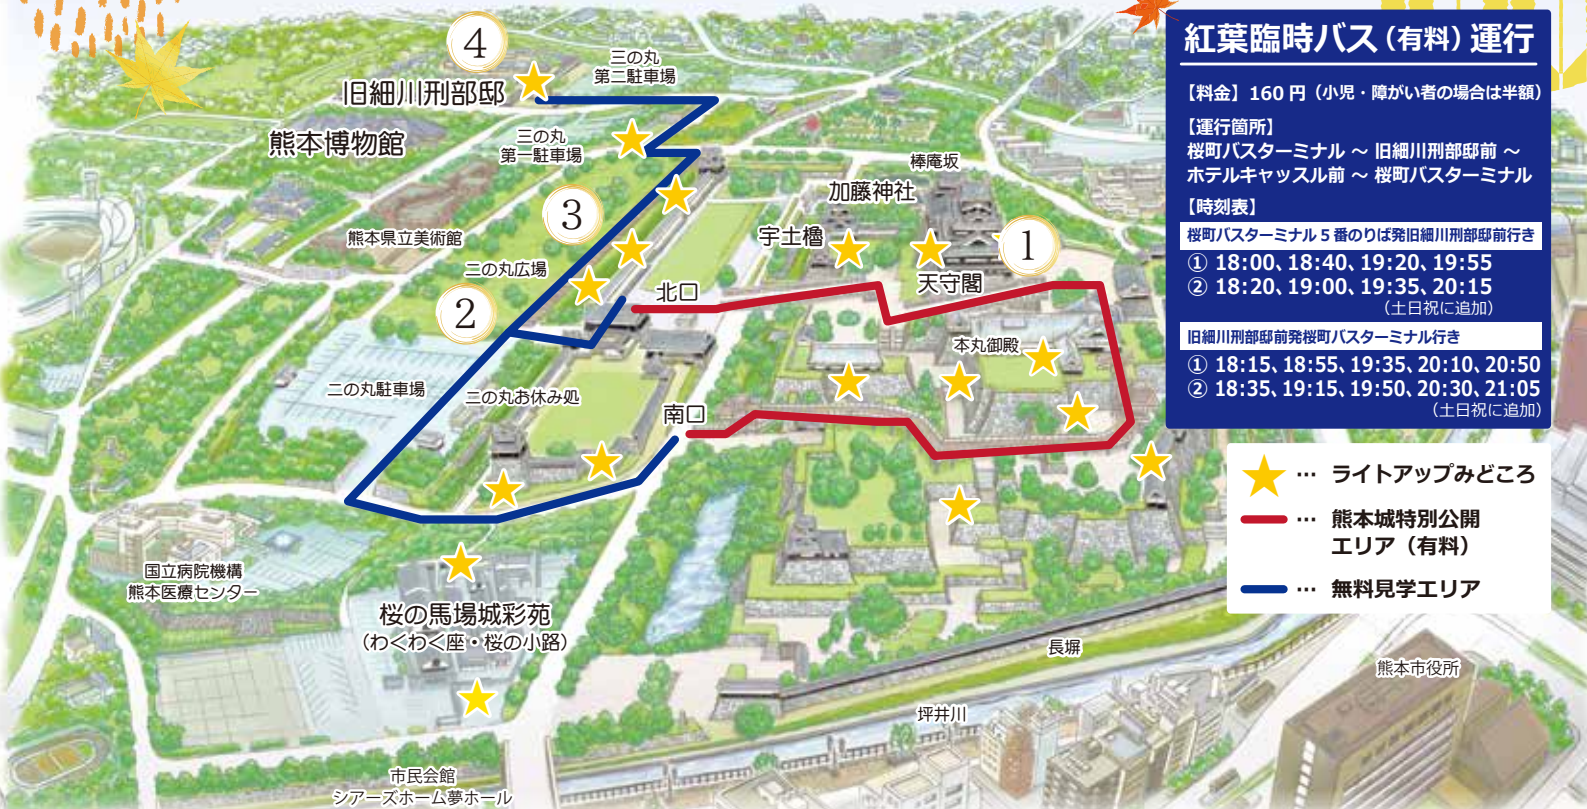 ④
三の丸
第二駐車場
旧細川刑部邸
熊本博物館
三の丸
第一駐車場
棒庵坂
加藤神社
③
熊本県立美術館
宇土櫓
①
二の丸広場
天守閣
北口
②
本丸御殿
二の丸駐車場
二の丸お休み処
南口
国立病院機構
熊本医療センター
桜の馬場城彩苑
（わくわく座・桜の小路）
長塀
熊本市役所
坪井川
市民会館
シアーズホーム夢ホール
紅葉臨時バス（有料）運行
【料金】160 円（小児・障がい者の場合は半額）
【運行箇所】
桜町バスターミナル ～ 旧細川刑部邸前 ～
ホテルキャッスル前 ～ 桜町バスターミナル
【時刻表】
桜町バスターミナル 5 番のりば発旧細川刑部邸前行き
① 18:00、18:40、19:20、19:55
② 18:20、19:00、19:35、20:15
（土日祝に追加）
旧細川刑部邸前発桜町バスターミナル行き
① 18:15、18:55、19:35、20:10、20:50
② 18:35、19:15、19:50、20:30、21:05
（土日祝に追加）
… ライトアップみどころ
… 熊本城特別公開
エリア（有料）
… 無料見学エリア